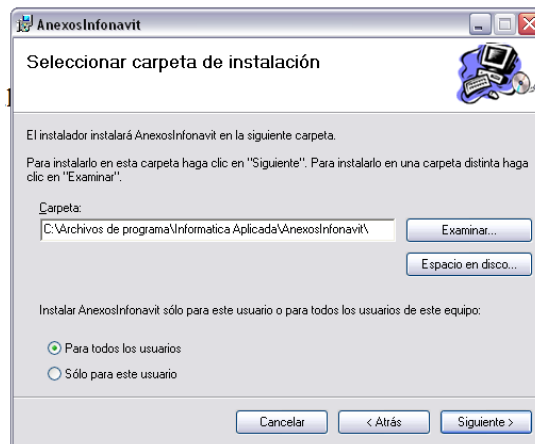 AnexosInfonavit
Seleccionar carpeta de instalación
El instalador instalará AnexosInfonavit en la siguiente carpeta.
Para instalarlo en esta carpeta haga clic en "Siguiente". Para instalarlo en una carpeta distinta haga
clic en "Examinar".
Carpeta:
C:\Archivos de programa\Informatica Aplicada\AnexosInfonavit\
Examinar...
Espacio en disco...
Instalar AnexosInfonavit sólo para este usuario o para todos los usuarios de este equipo:
Para todos los usuarios
Sólo para este usuario
Cancelar
< Atrás
Siguiente >